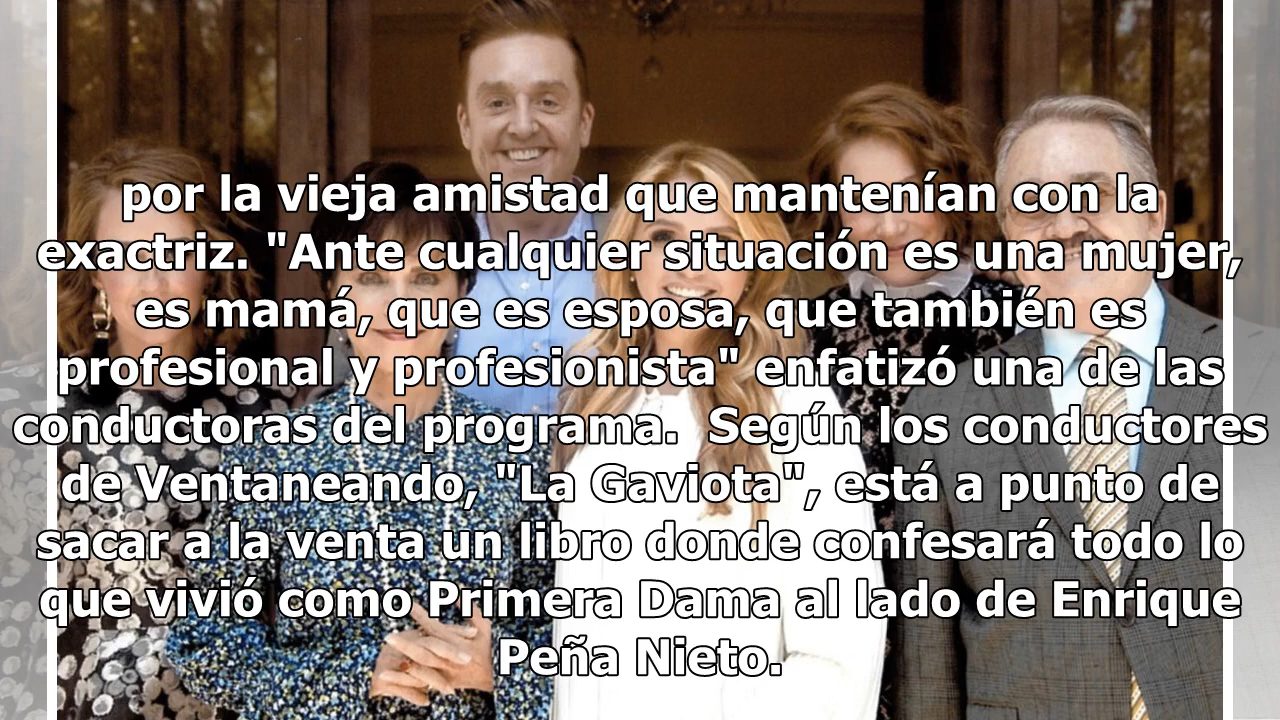 por la vieja amistad que mantenían con la
exactriz. "Ante cualquier situación es una mujer,
es mamá, que es esposa, que también es
profesional y profesionista" enfatizó una de las
conductoras del programa.  Según los conductores
de Ventaneando, "La Gaviota", está a punto de
sacar a la venta un libro donde confesará todo lo
que vivió como Primera Dama al lado de Enrique
Peña Nieto.